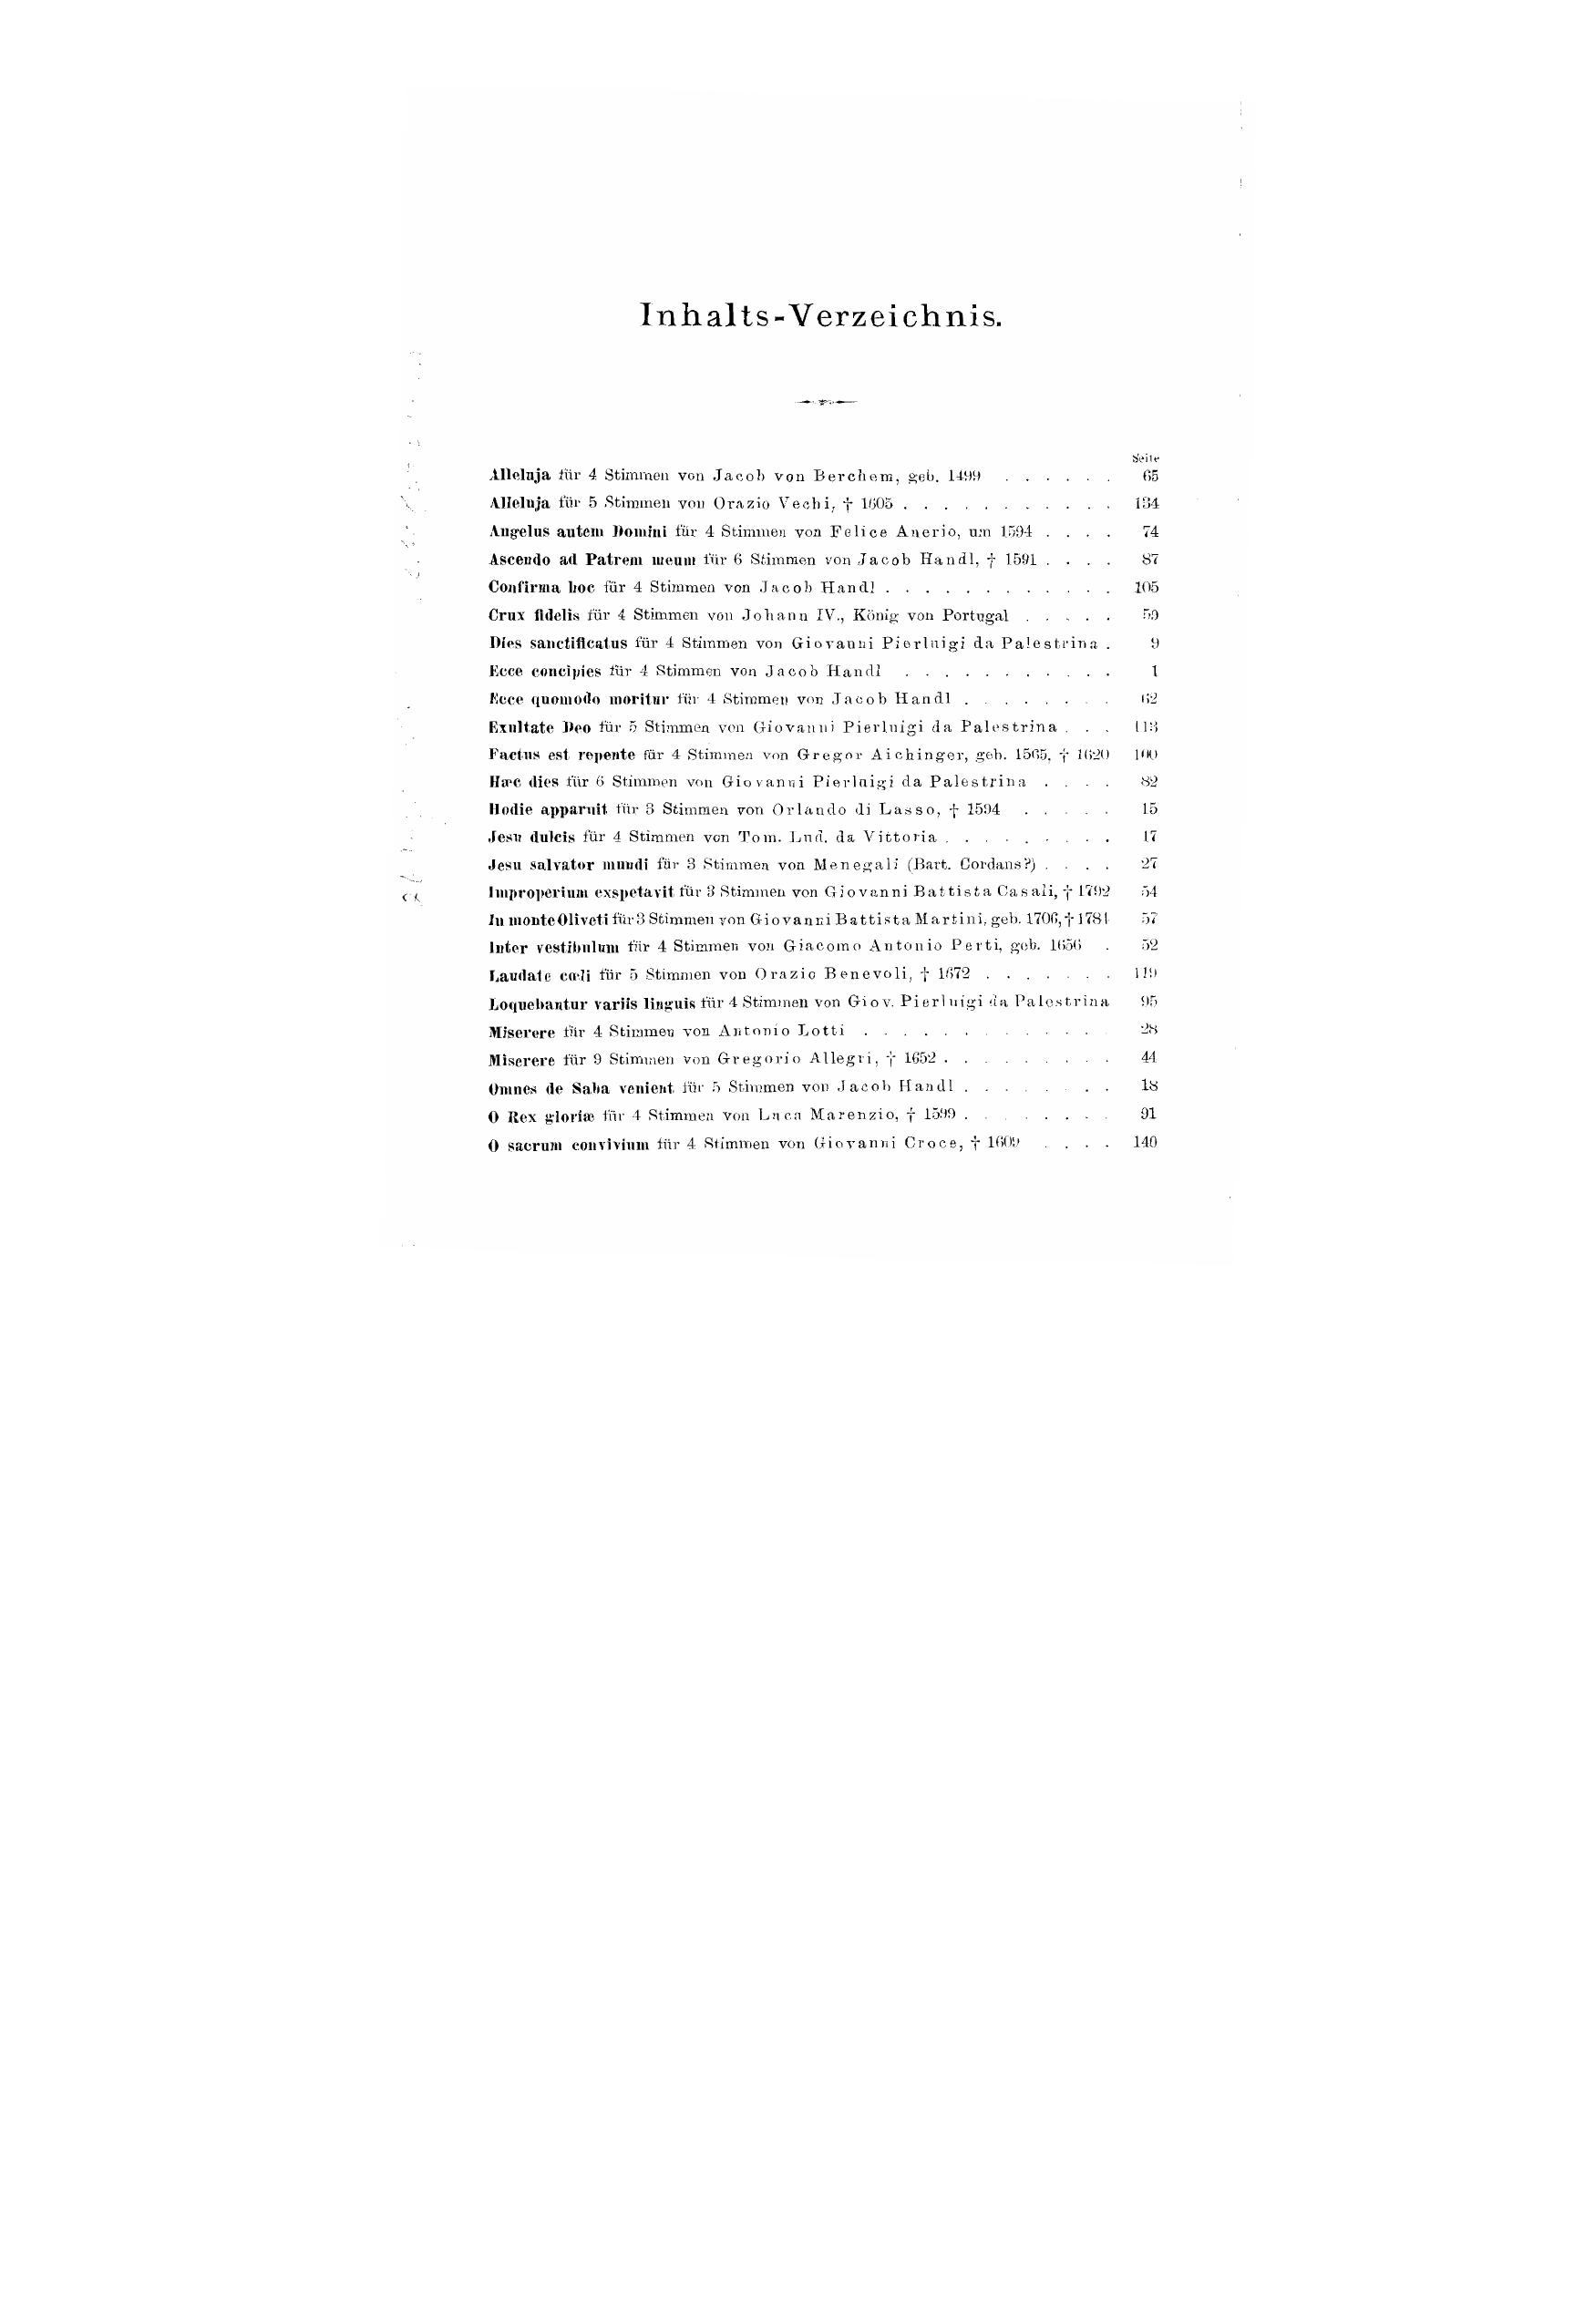 Inhalts-Verzeichnis.
Seite
Alleluja für 4 Stimmen von Jacob von Berchem, geb. 1499 . . . . . . 65
Alleluja für 5 Stimmen von Orazio Vechi, † 1605 . . . . . . . . . . . 134
Angelus autem Domini für 4 Stimmen von Felice Anerio, um 1594 . . . . 74
Ascendo ad Patrem meum für 6 Stimmen von Jacob Handl, † 1591 . . . . 87
Confirma hoc für 4 Stimmen von Jacob Handl . . . . . . . . . . . . 105
Crux fidelis für 4 Stimmen von Johann IV., König von Portugal . . . . . 59
Dies sanctificatus für 4 Stimmen von Giovanni Pierluigi da Palestrina . 9
Ecce concipies für 4 Stimmen von Jacob Handl . . . . . . . . . . . 1
Ecce quomodo moritur für 4 Stimmen von Jacob Handl . . . . . . . . 62
Exultate Deo für 5 Stimmen von Giovanni Pierluigi da Palestrina . . . 113
Factus est repente für 4 Stimmen von Gregor Aichinger, geb. 1565, † 1620 100
Hæc dies für 6 Stimmen von Giovanni Pierluigi da Palestrina . . . . 82
Hodie apparuit für 3 Stimmen von Orlando di Lasso, † 1594 . . . . . 15
Jesu dulcis für 4 Stimmen von Tom. Lud. da Vittoria . . . . . . . . . 17
Jesu salvator mundi für 3 Stimmen von Menegali (Bart. Cordans?) . . . . 27
Improperium exspetavit für 3 Stimmen von Giovanni Battista Casali, † 1792 54
In monte Oliveti für 3 Stimmen von Giovanni Battista Martini, geb. 1706, † 1784 57
Inter vestibulum für 4 Stimmen von Giacomo Antonio Perti, geb. 1656 . 52
Laudate cœli für 5 Stimmen von Orazio Benevoli, † 1672 . . . . . . . 119
Loquebantur variis linguis für 4 Stimmen von Giov. Pierluigi da Palestrina 95
Miserere für 4 Stimmen von Antonio Lotti . . . . . . . . . . . . 28
Miserere für 9 Stimmen von Gregorio Allegri, † 1652 . . . . . . . . . 44
Omnes de Saba venient für 5 Stimmen von Jacob Handl . . . . . . . . 18
O Rex gloriæ für 4 Stimmen von Luca Marenzio, † 1599 . . . . . . . . 91
O sacrum convivium für 4 Stimmen von Giovanni Croce, † 1609 . . . . 140